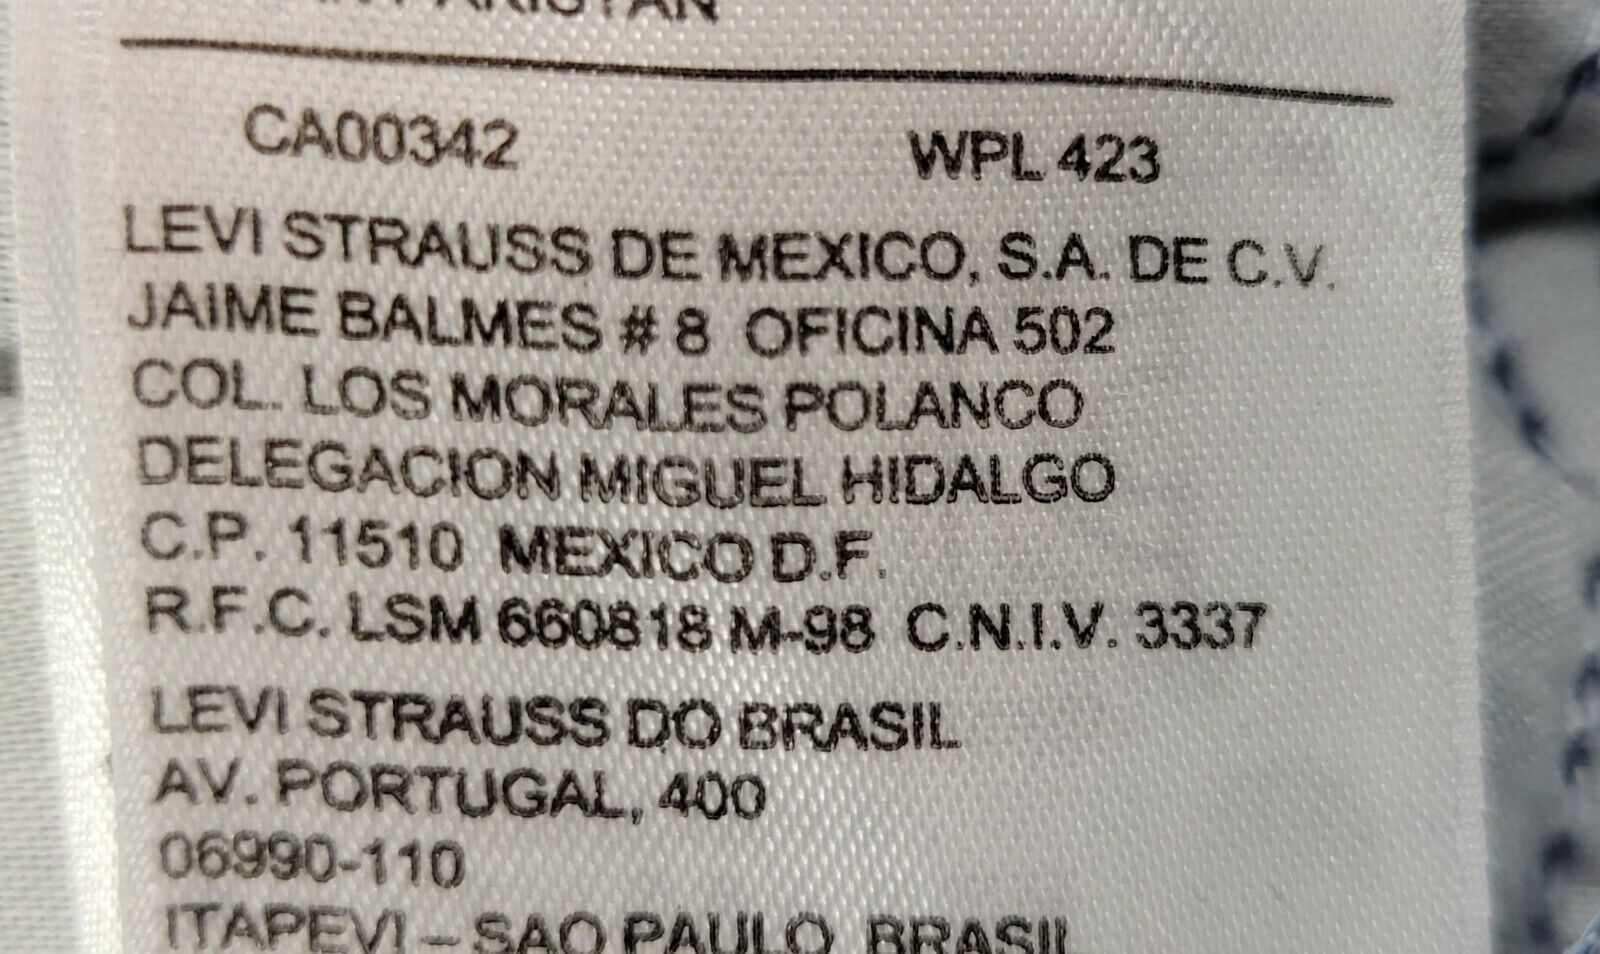 PAKISTAN
CA00342 WPL 423
LEVI STRAUSS DE MEXICO, S.A. DE C.V.
JAIME BALMES # 8 OFICINA 502
COL. LOS MORALES POLANCO
DELEGACION MIGUEL HIDALGO
C.P. 11510 MEXICO D.F.
R.F.C. LSM 660818 M-98 C.N.I.V. 3337
LEVI STRAUSS DO BRASIL
AV. PORTUGAL, 400
06990-110
ITAPEVI – SAO PAULO, BRASIL